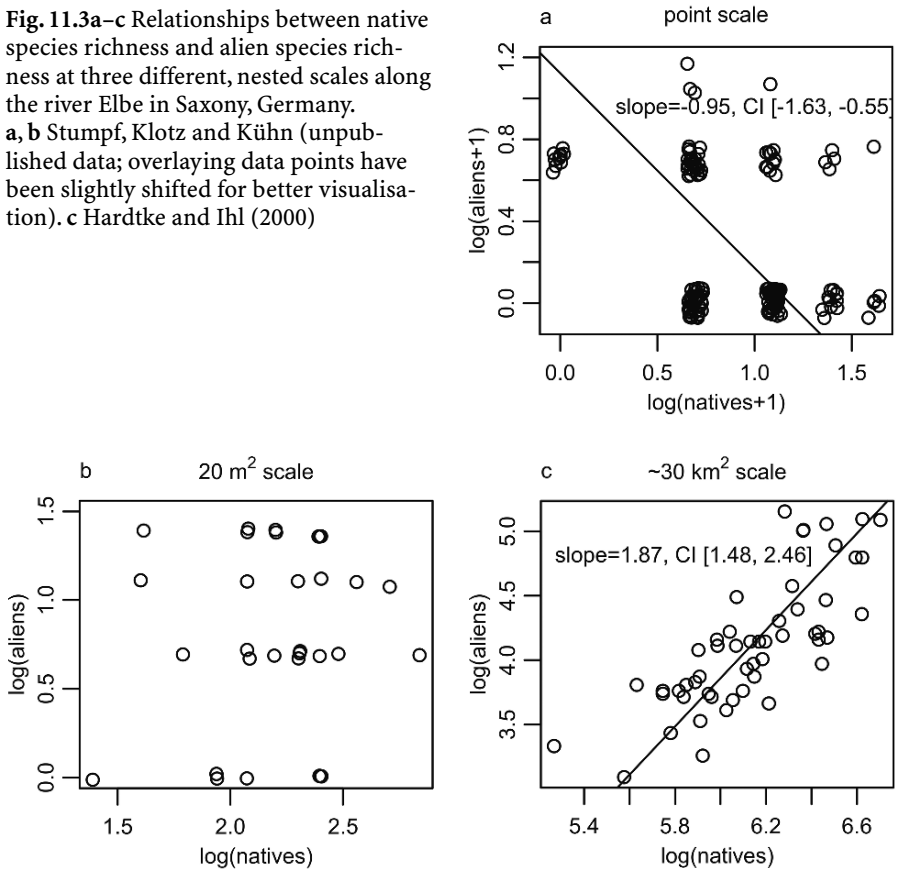 Fig. 11.3a–c Relationships between native
species richness and alien species rich-
ness at three different, nested scales along
the river Elbe in Saxony, Germany.
a, b Stumpf, Klotz and Kühn (unpub-
lished data; overlaying data points have
been slightly shifted for better visualisa-
tion). c Hardtke and Ihl (2000)
a
point scale
slope=-0.95, CI [-1.63, -0.55]
log(aliens+1)
1.2
0.8
0.4
0.0
0.0 0.5 1.0 1.5
log(natives+1)
b
20 m² scale
log(aliens)
1.5
1.0
0.5
0.0
1.5 2.0 2.5
log(natives)
c
~30 km² scale
slope=1.87, CI [1.48, 2.46]
log(aliens)
5.0
4.5
4.0
3.5
5.4 5.8 6.2 6.6
log(natives)